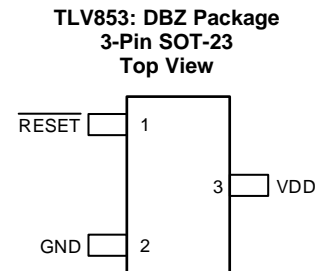 TLV853: DBZ Package
3-Pin SOT-23
Top View
RESET 1
3 VDD
GND 2